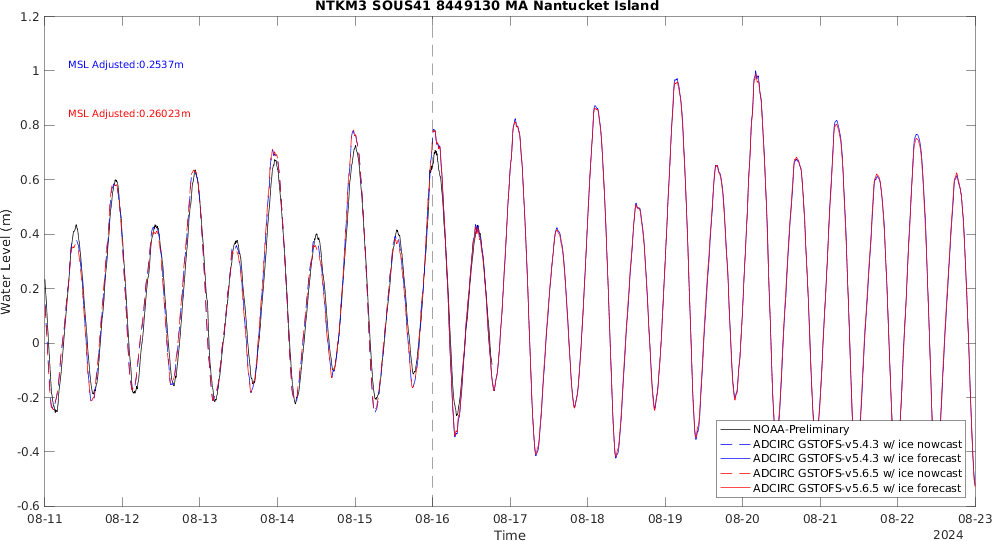 NTKM3 SOUS41 8449130 MA Nantucket Island
1.2
1
0.8
0.6
0.4
0.2
0
-0.2
-0.4
-0.6
Water Level (m)
MSL Adjusted:0.2537m
MSL Adjusted:0.26023m
NOAA-Preliminary
ADCIRC GSTOFS-v5.4.3 w/ ice nowcast
ADCIRC GSTOFS-v5.4.3 w/ ice forecast
ADCIRC GSTOFS-v5.6.5 w/ ice nowcast
ADCIRC GSTOFS-v5.6.5 w/ ice forecast
08-11 08-12 08-13 08-14 08-15 08-16 08-17 08-18 08-19 08-20 08-21 08-22 08-23
Time
2024